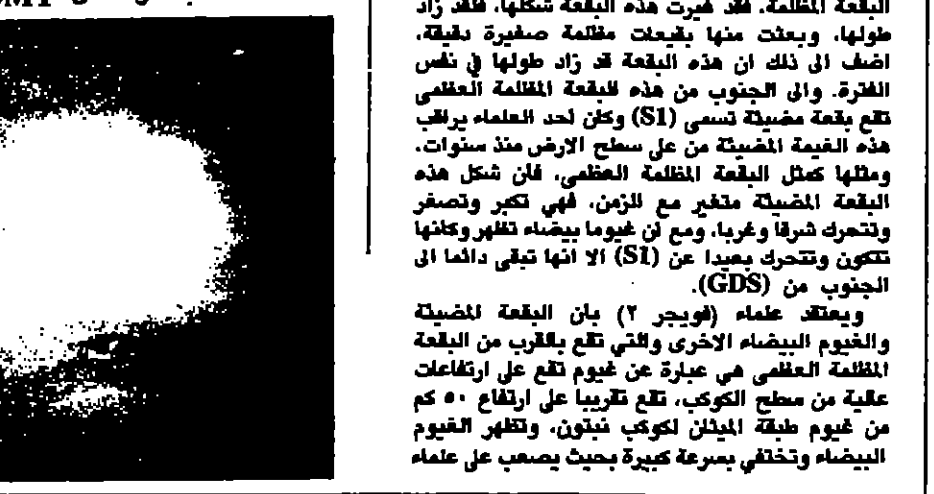 البقعة المظلمة، فقد غيرت هذه البقعة شكلها، فلقد زاد
طولها، وبعثت منها بقيعات مظلمة صغيرة دقيقة،
اضف الى ذلك ان هذه البقعة قد زاد طولها في نفس
الفترة. والى الجنوب من هذه البقعة المظلمة العظمى
تقع بقعة مضيئة تسمى (S1) وكان احد العلماء يراقب
هذه الغيمة المضيئة من على سطح الارض منذ سنوات،
ومثلها كمثل البقعة المظلمة العظمى، فأن شكل هذه
البقعة المضيئة متغير مع الزمن، فهي تكبر وتصغر
وتتحرك شرقا وغربا، ومع ان غيوما بيضاء تظهر وكأنها
تتكون وتتحرك بعيدا عن (S1) الا انها تبقى دائما الى
الجنوب من (GDS).
ويعتقد علماء (فويجر ٢) بأن البقعة المضيئة
والغيوم البيضاء الاخرى والتي تقع بالقرب من البقعة
المظلمة العظمى هي عبارة عن غيوم تقع على ارتفاعات
عالية من سطح الكوكب، تقع تقريبا على ارتفاع ٥٠ كم
من غيوم طبقة الميثان لكوكب نبتون، وتظهر الغيوم
البيضاء وتختفي بسرعة كبيرة بحيث يصعب على علماء